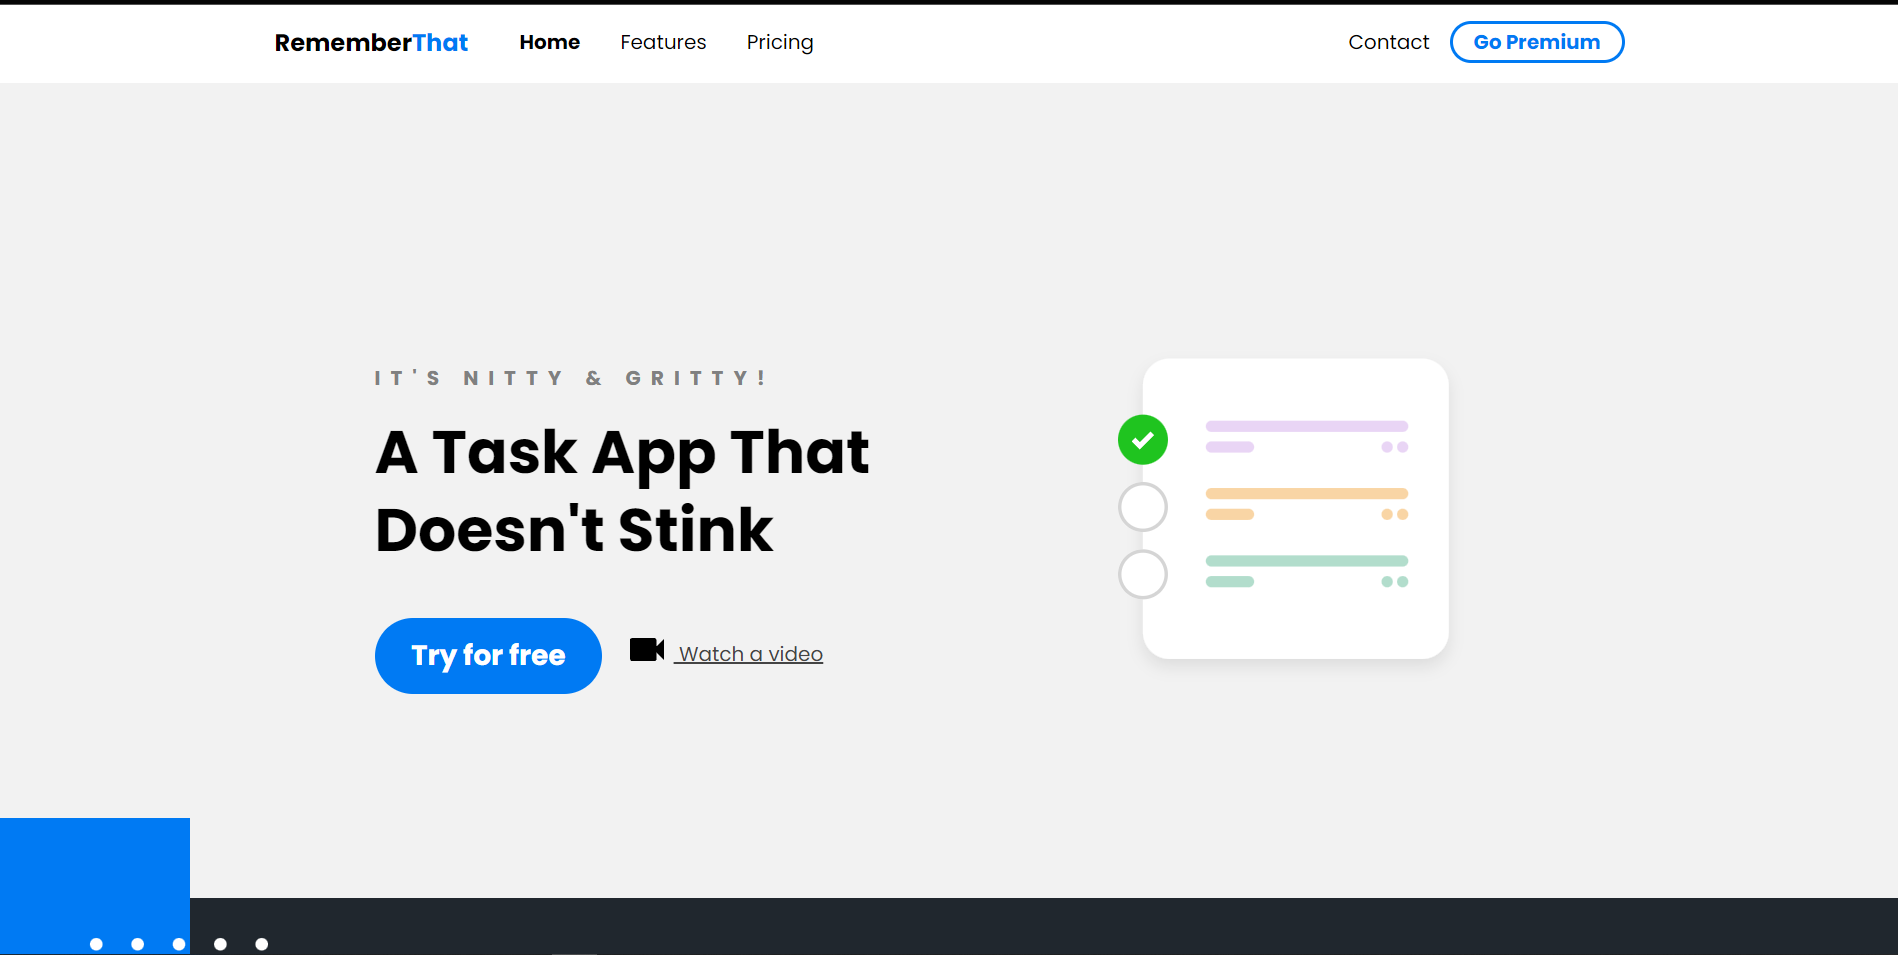 RememberThat Home Features Pricing Contact Go Premium
IT'S NITTY & GRITTY!
A Task App That
Doesn't Stink
Try for free Watch a video